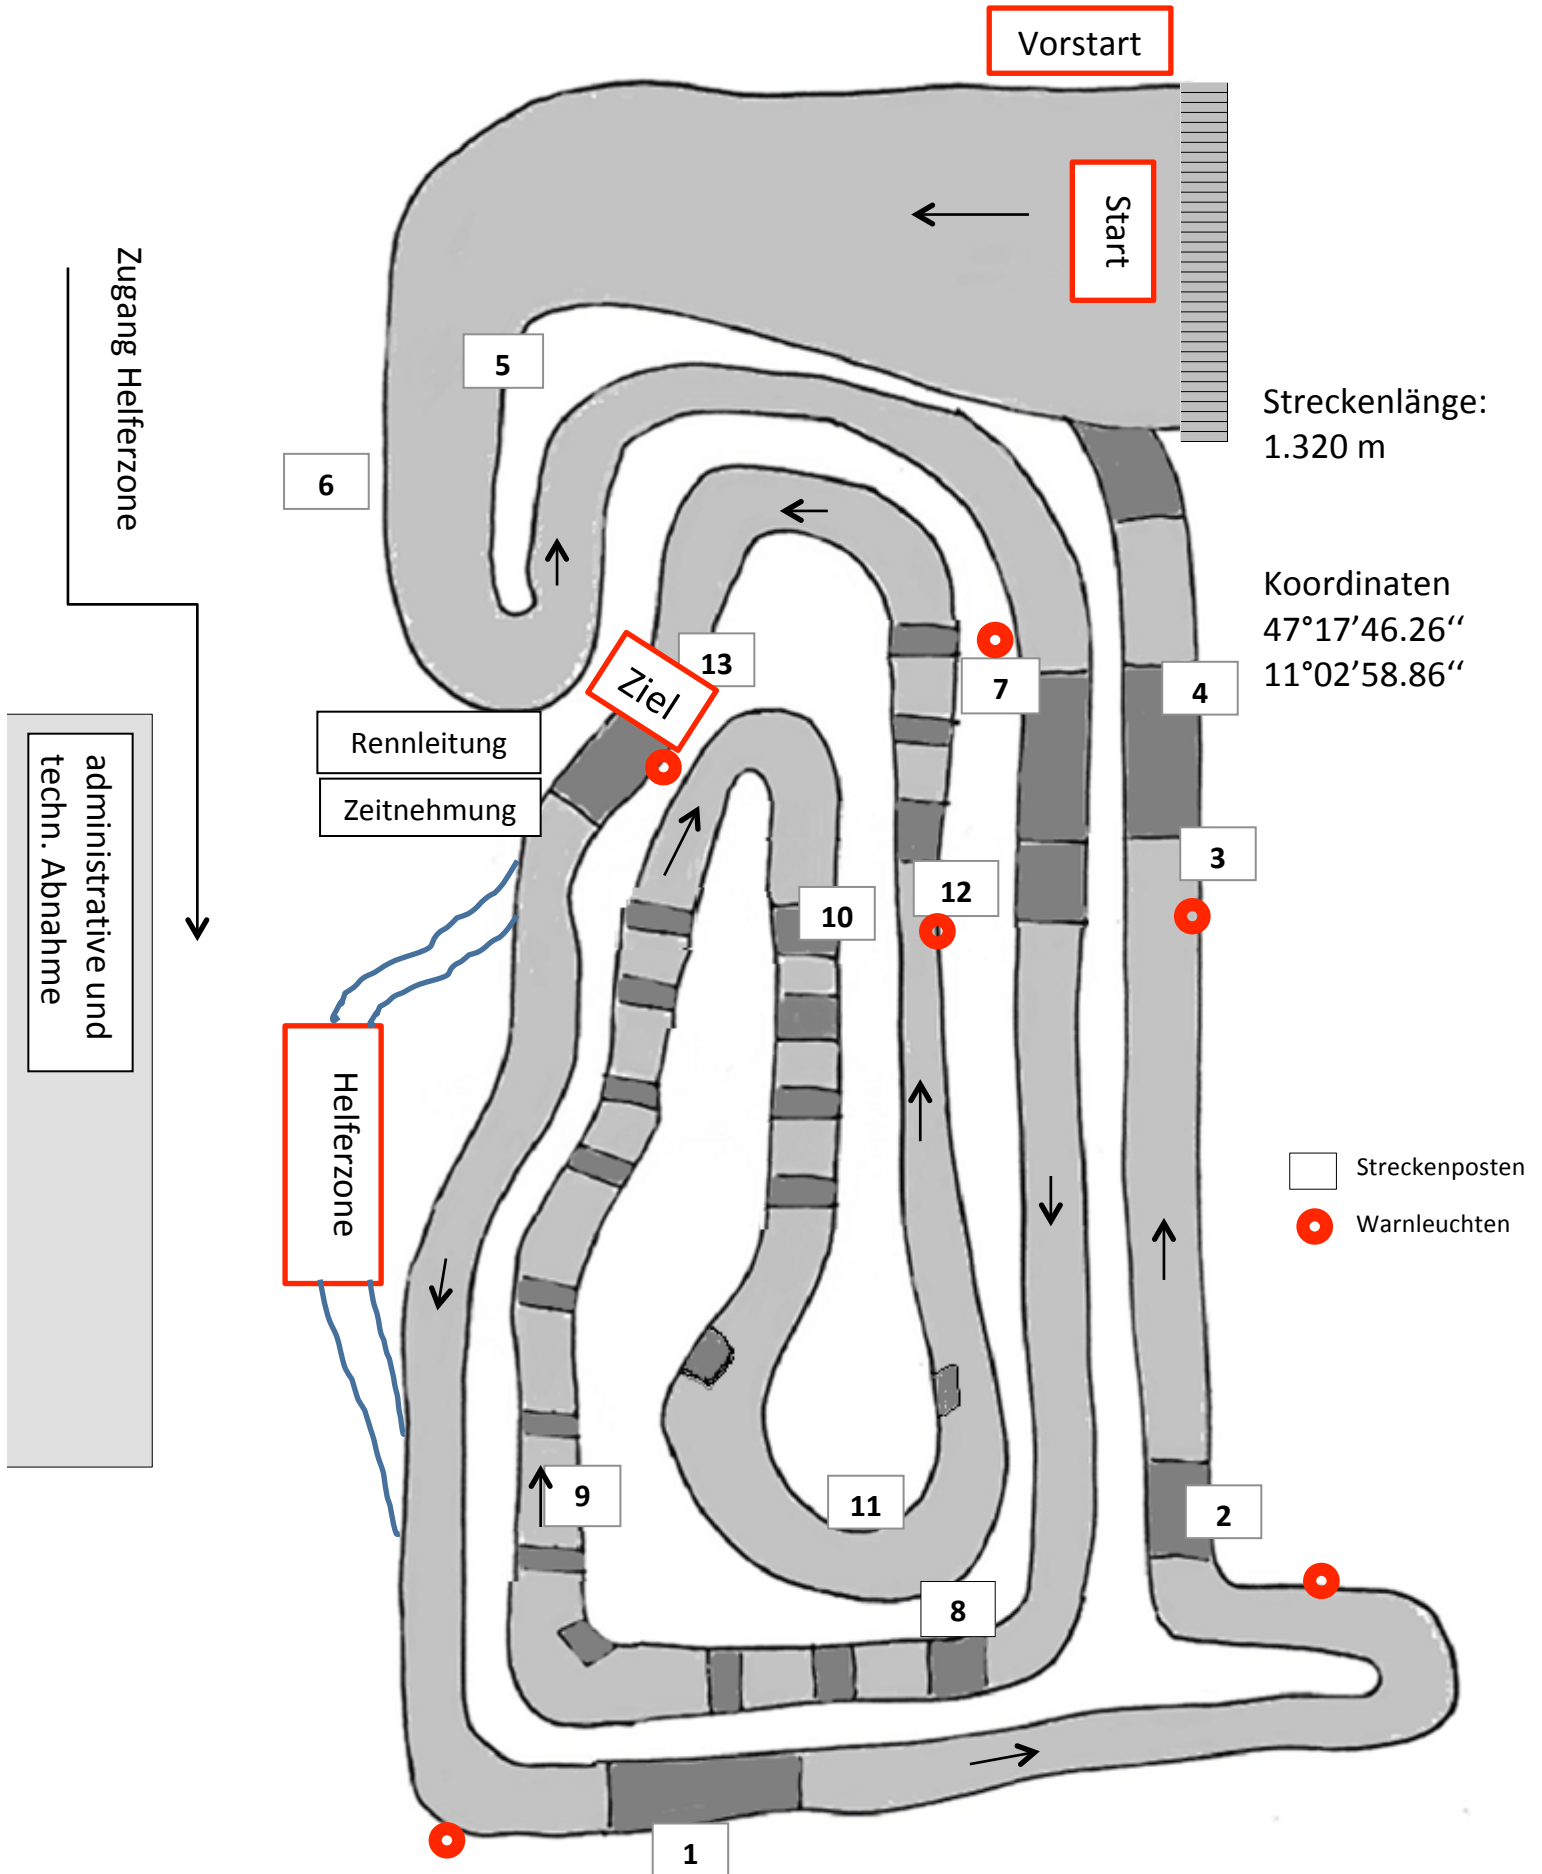 Vorstart
Start
Zugang Helferzone
5
6
Streckenlänge:
1.320 m
Koordinaten
47°17’46.26‘‘
11°02’58.86‘‘
13
Ziel
7
4
Rennleitung
Zeitnehmung
administrative und
techn. Abnahme
3
12
10
Helferzone
Streckenposten
Warnleuchten
9
11
2
8
1